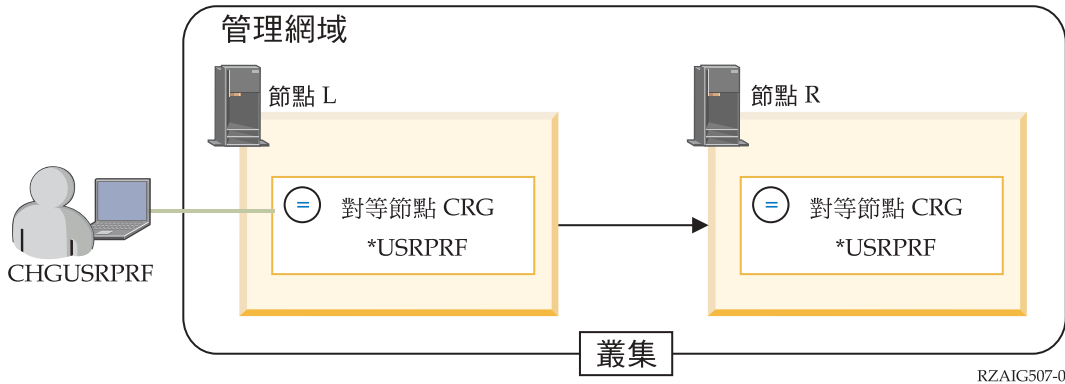 管理網域
節點 L
節點 R
= 對等節點 CRG
*USRPRF
= 對等節點 CRG
*USRPRF
CHGUSRPRF
叢集
RZAIG507-0